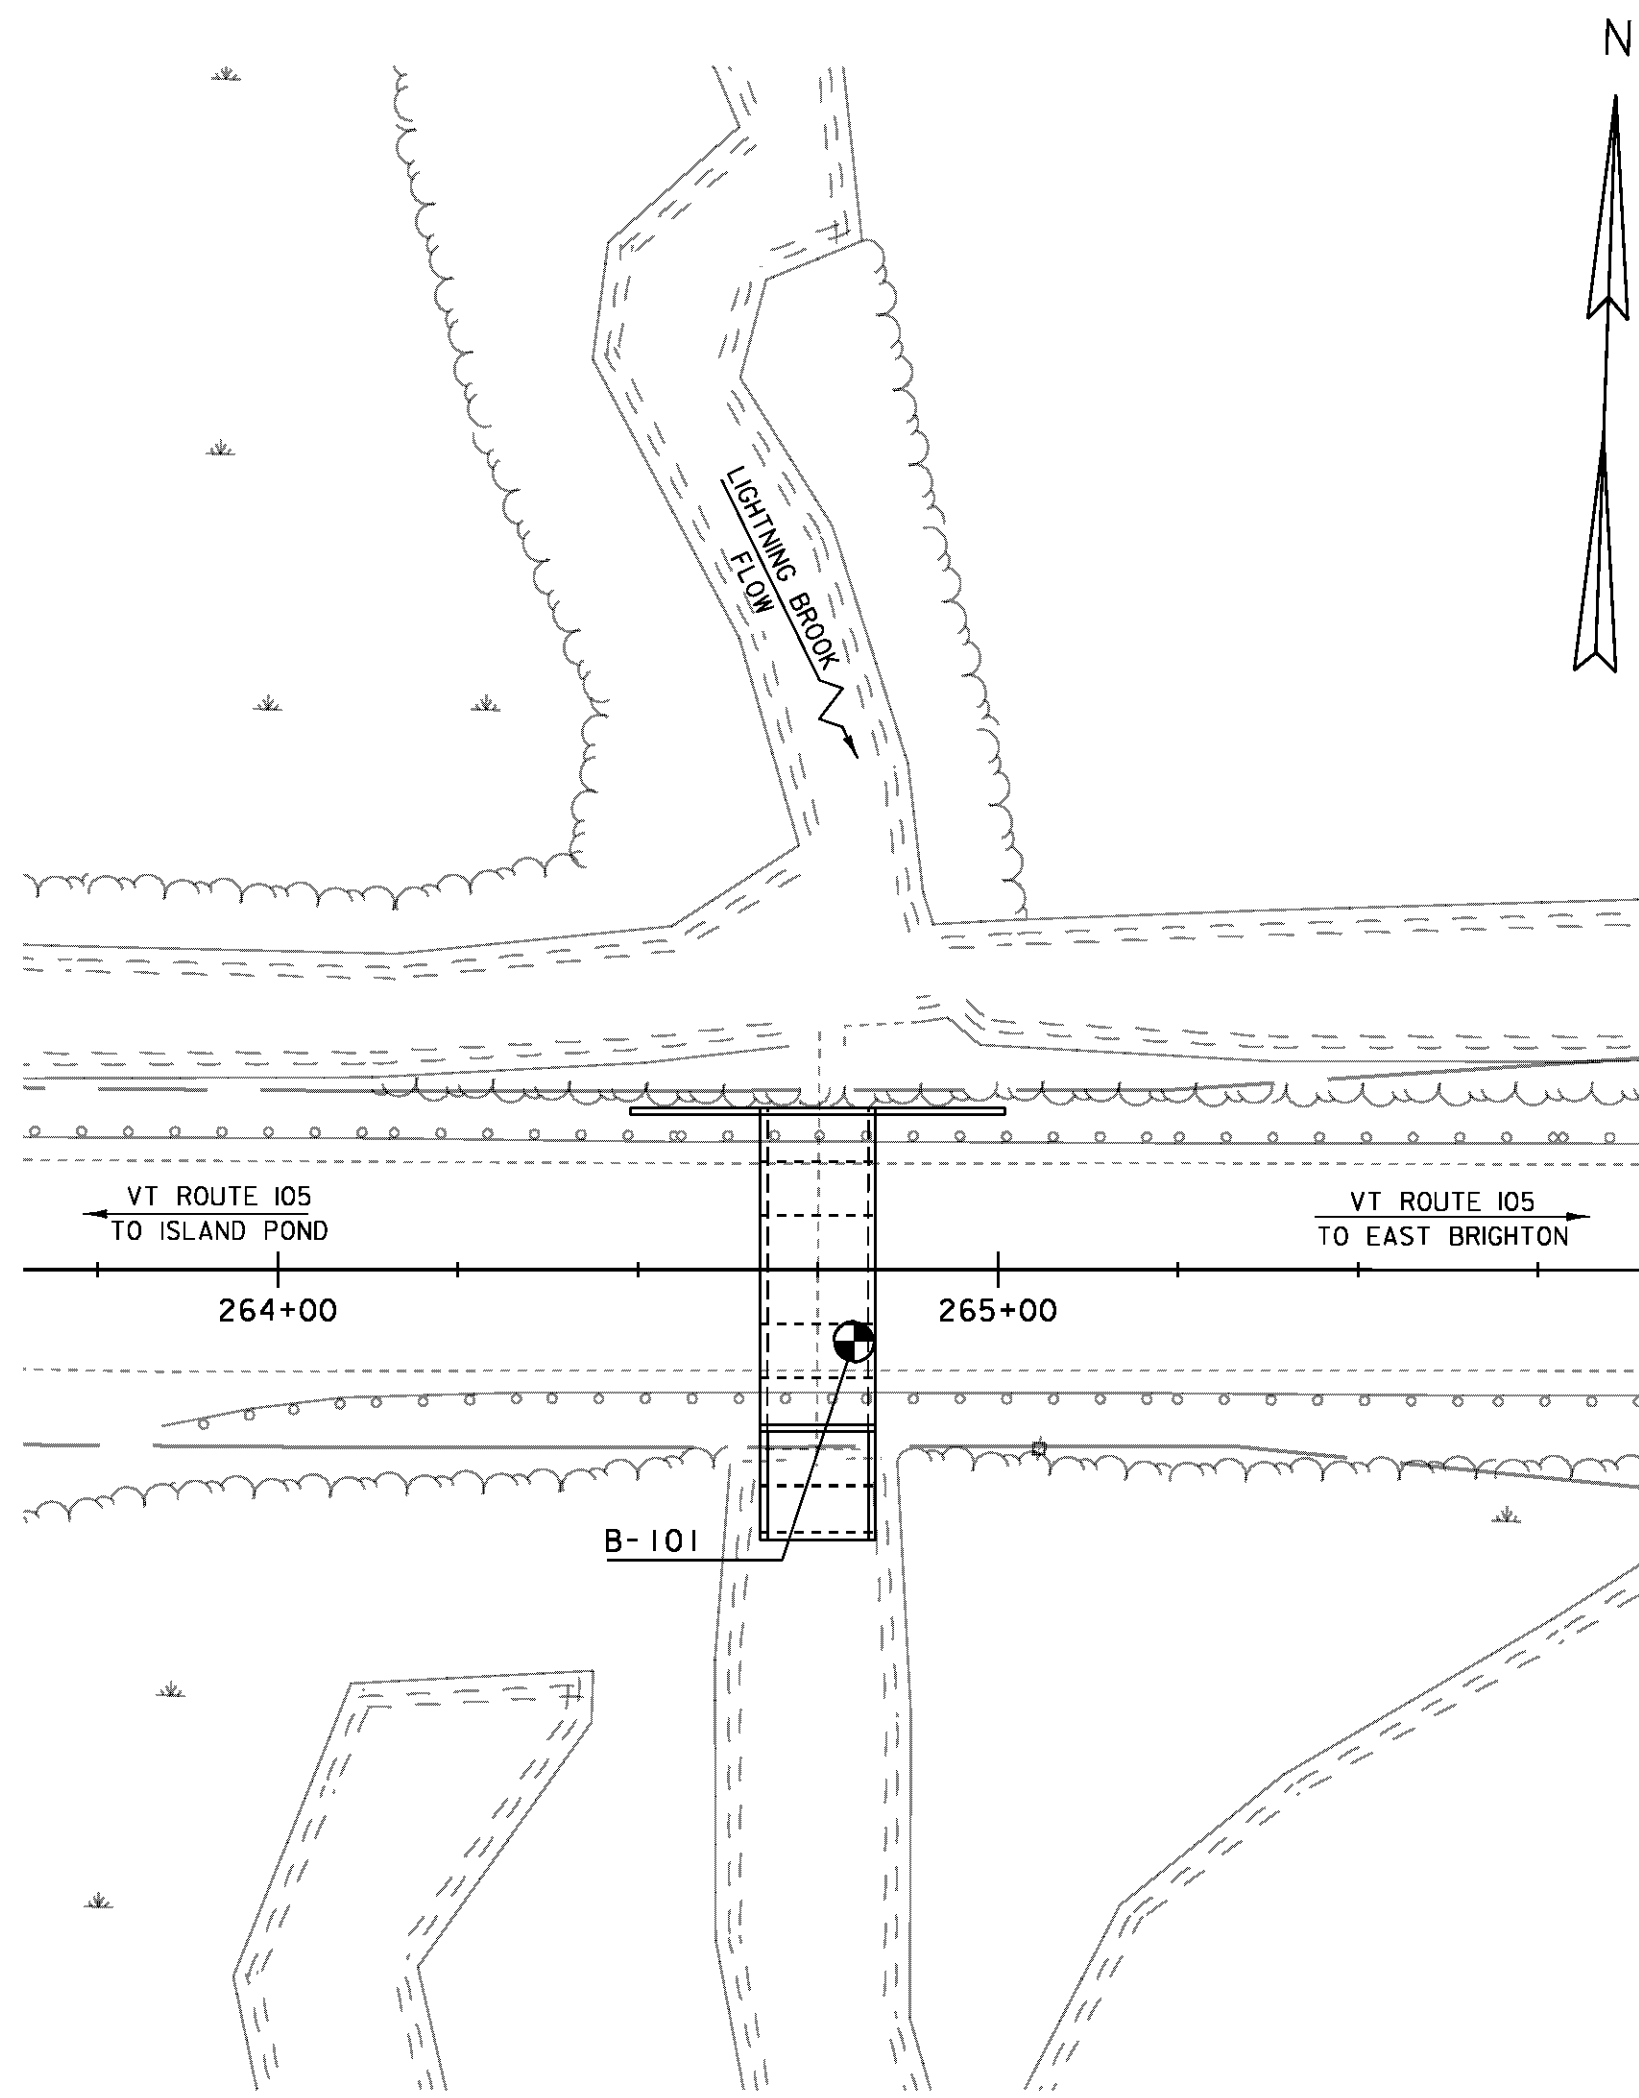 N
LIGHTNING BROOK
FLOW
VT ROUTE 105
TO ISLAND POND
VT ROUTE 105
TO EAST BRIGHTON
264+00
265+00
B-101